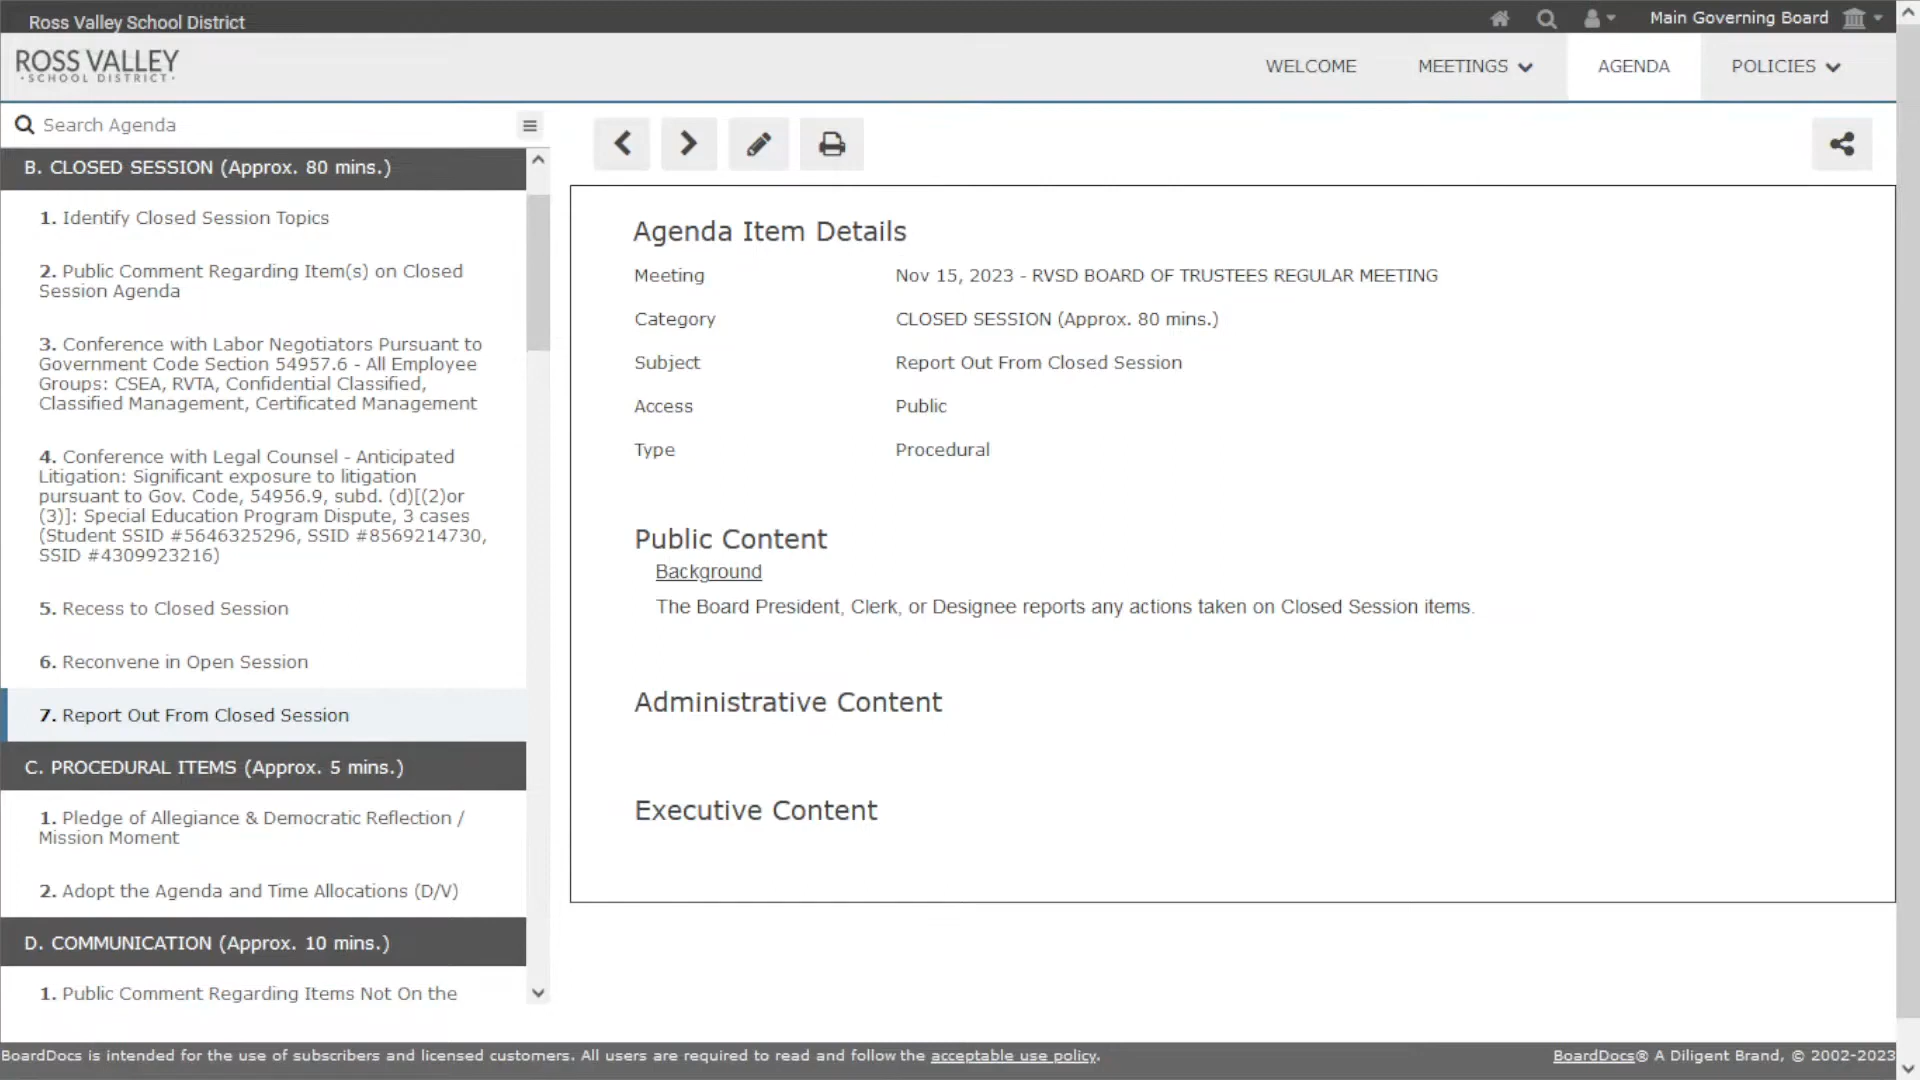 Ross Valley School District
Main Governing Board
ROSS VALLEY
·SCHOOL DISTRICT·
WELCOME
MEETINGS
AGENDA
POLICIES
Search Agenda
B. CLOSED SESSION (Approx. 80 mins.)
1. Identify Closed Session Topics
2. Public Comment Regarding Item(s) on Closed
Session Agenda
3. Conference with Labor Negotiators Pursuant to
Government Code Section 54957.6 - All Employee
Groups: CSEA, RVTA, Confidential Classified,
Classified Management, Certificated Management
4. Conference with Legal Counsel - Anticipated
Litigation: Significant exposure to litigation
pursuant to Gov. Code, 54956.9, subd. (d)[(2)or
(3)]: Special Education Program Dispute, 3 cases
(Student SSID #5646325296, SSID #8569214730,
SSID #4309923216)
5. Recess to Closed Session
6. Reconvene in Open Session
7. Report Out From Closed Session
C. PROCEDURAL ITEMS (Approx. 5 mins.)
1. Pledge of Allegiance & Democratic Reflection /
Mission Moment
2. Adopt the Agenda and Time Allocations (D/V)
D. COMMUNICATION (Approx. 10 mins.)
1. Public Comment Regarding Items Not On the
Agenda Item Details
Meeting Nov 15, 2023 - RVSD BOARD OF TRUSTEES REGULAR MEETING
Category CLOSED SESSION (Approx. 80 mins.)
Subject Report Out From Closed Session
Access Public
Type Procedural
Public Content
Background
The Board President, Clerk, or Designee reports any actions taken on Closed Session items.
Administrative Content
Executive Content
BoardDocs is intended for the use of subscribers and licensed customers. All users are required to read and follow the acceptable use policy.
BoardDocs® A Diligent Brand, © 2002-2023